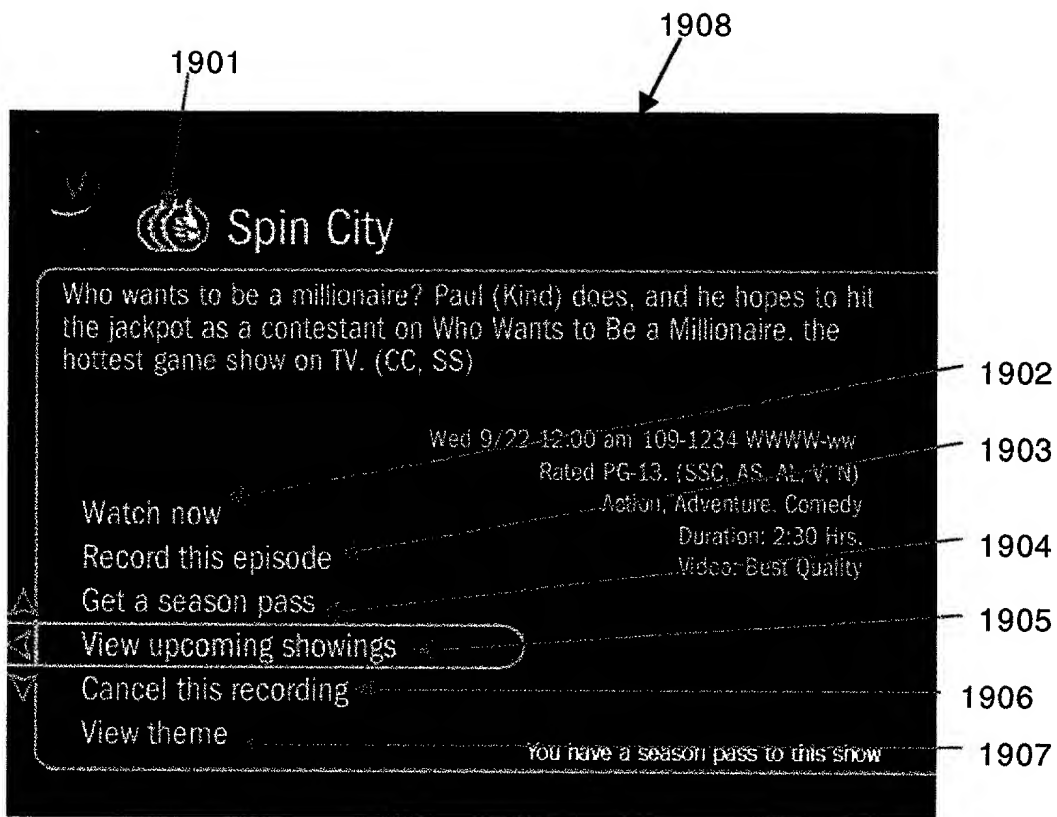 1908
1901
Spin City
Who wants to be a millionaire? Paul (Kind) does, and he hopes to hit
the jackpot as a contestant on Who Wants to Be a Millionaire, the
hottest game show on TV. (CC, SS)
1902
Wed 9/22 12:00 am 109-1234 WWWW-ww
1903
Rated PG-13. (SSC, AS, AL, V, N)
Watch now
Action, Adventure, Comedy
Duration: 2:30 Hrs.
1904
Record this episode
Video: Best Quality
Get a season pass
1905
View upcoming showings
Cancel this recording
1906
View theme
You have a season pass to this show
1907